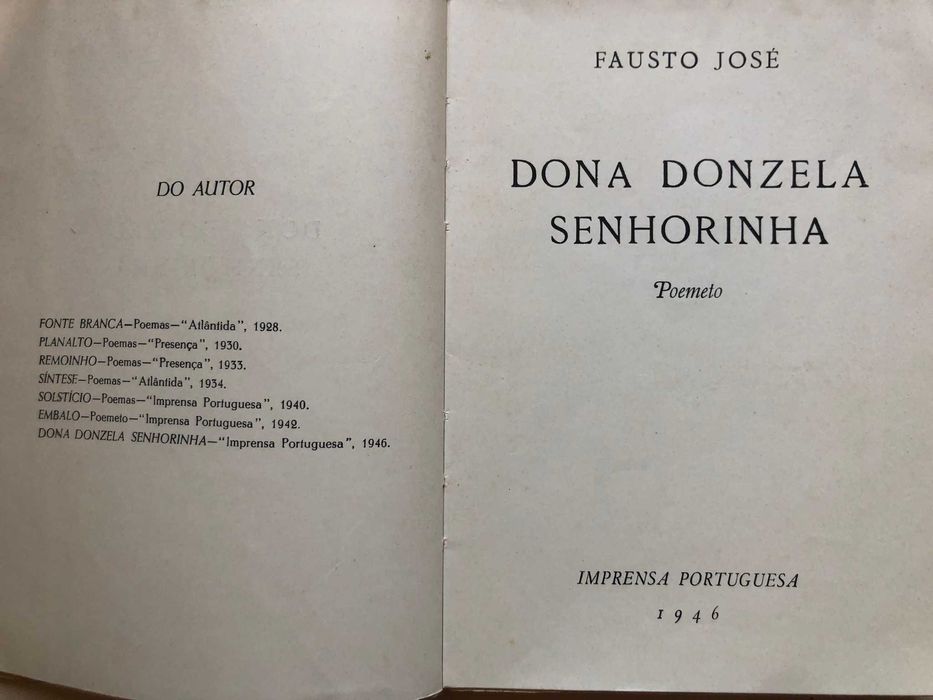 DO AUTOR
FONTE BRANCA—Poemas—"Atlântida", 1928.
PLANALTO—Poemas—"Presença", 1930.
REMOINHO—Poemas—"Presença", 1933.
SÍNTESE—Poemas—"Atlântida", 1934.
SOLSTÍCIO—Poemas—"Imprensa Portuguesa", 1940.
EMBALO—Poemeto—"Imprensa Portuguesa", 1942.
DONA DONZELA SENHORINHA—"Imprensa Portuguesa", 1946.
FAUSTO JOSÉ
DONA DONZELA
SENHORINHA
Poemeto
IMPRENSA PORTUGUESA
1946